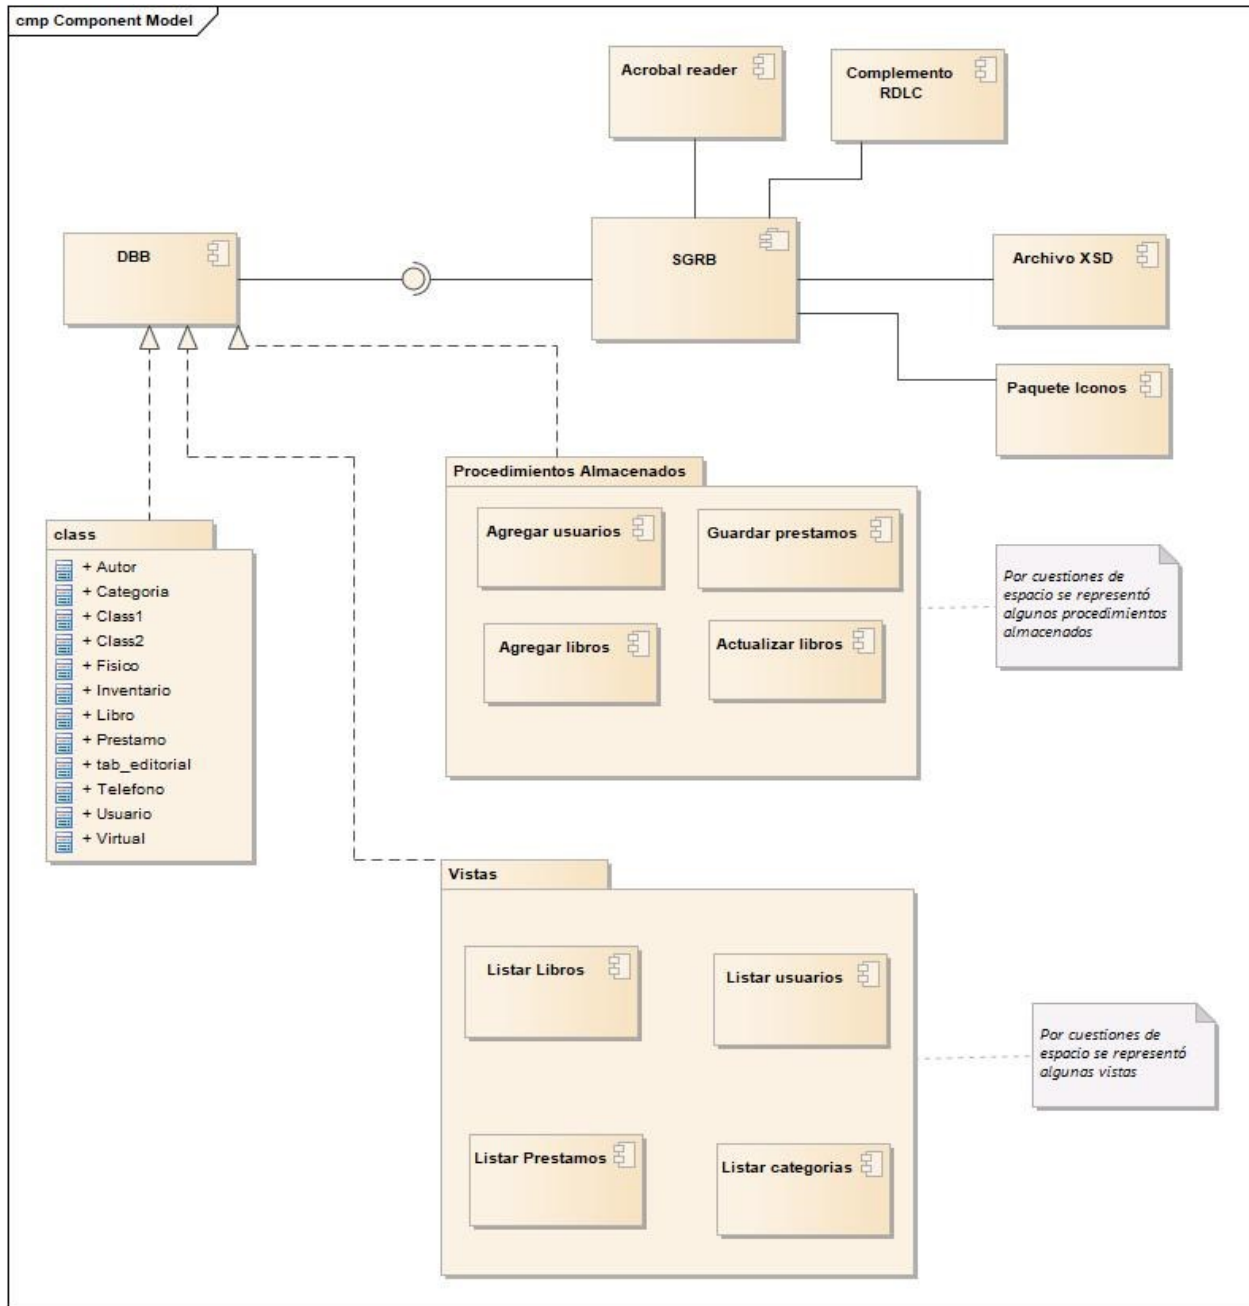 cmp Component Model
Acrobal reader
Complemento
RDLC
DBB
SGRB
Archivo XSD
Paquete Iconos
Procedimientos Almacenados
Agregar usuarios
Guardar prestamos
Agregar libros
Actualizar libros
Por cuestiones de
espacio se representó
algunos procedimientos
almacenados
class
+ Autor
+ Categoria
+ Class1
+ Class2
+ Fisico
+ Inventario
+ Libro
+ Prestamo
+ tab_editorial
+ Telefono
+ Usuario
+ Virtual
Vistas
Listar Libros
Listar usuarios
Listar Prestamos
Listar categorias
Por cuestiones de
espacio se representó
algunas vistas